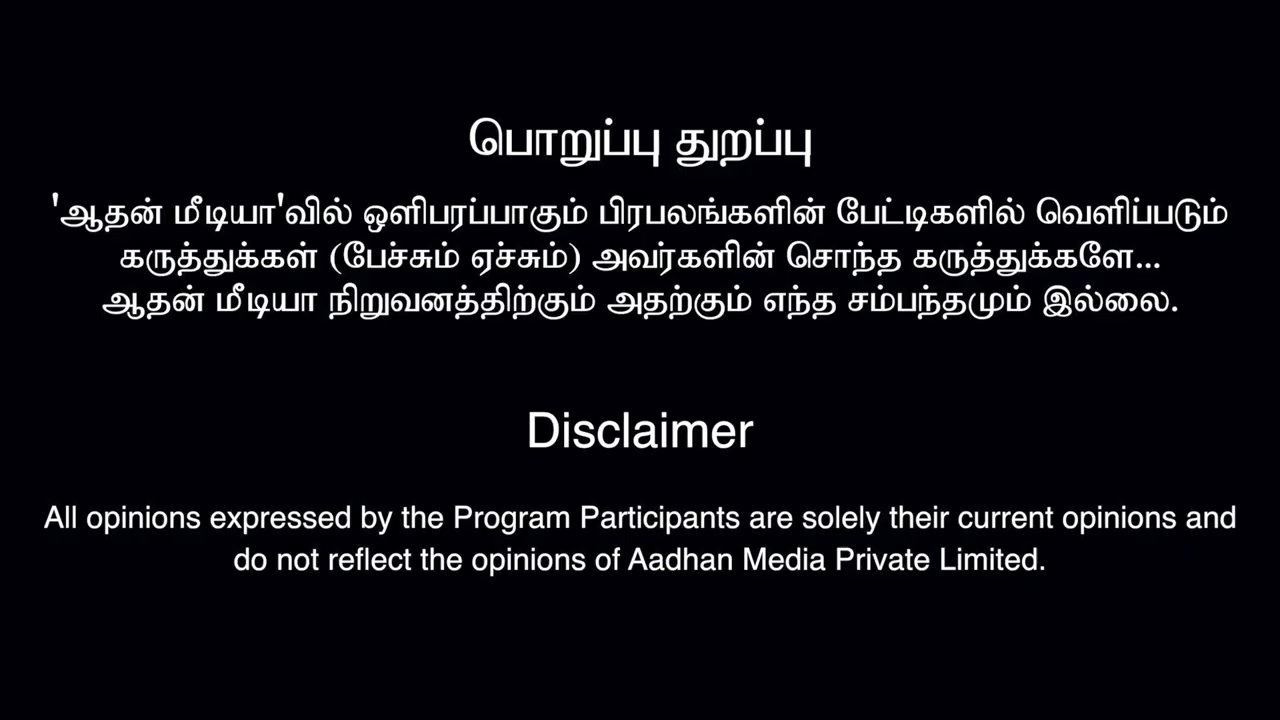 பொறுப்பு துறப்பு
'ஆதன் மீடியா'வில் ஒளிபரப்பாகும் பிரபலங்களின் பேட்டிகளில் வெளிப்படும்
கருத்துக்கள் (பேச்சும் ஏச்சும்) அவர்களின் சொந்த கருத்துக்களே...
ஆதன் மீடியா நிறுவனத்திற்கும் அதற்கும் எந்த சம்பந்தமும் இல்லை.
Disclaimer
All opinions expressed by the Program Participants are solely their current opinions and
do not reflect the opinions of Aadhan Media Private Limited.